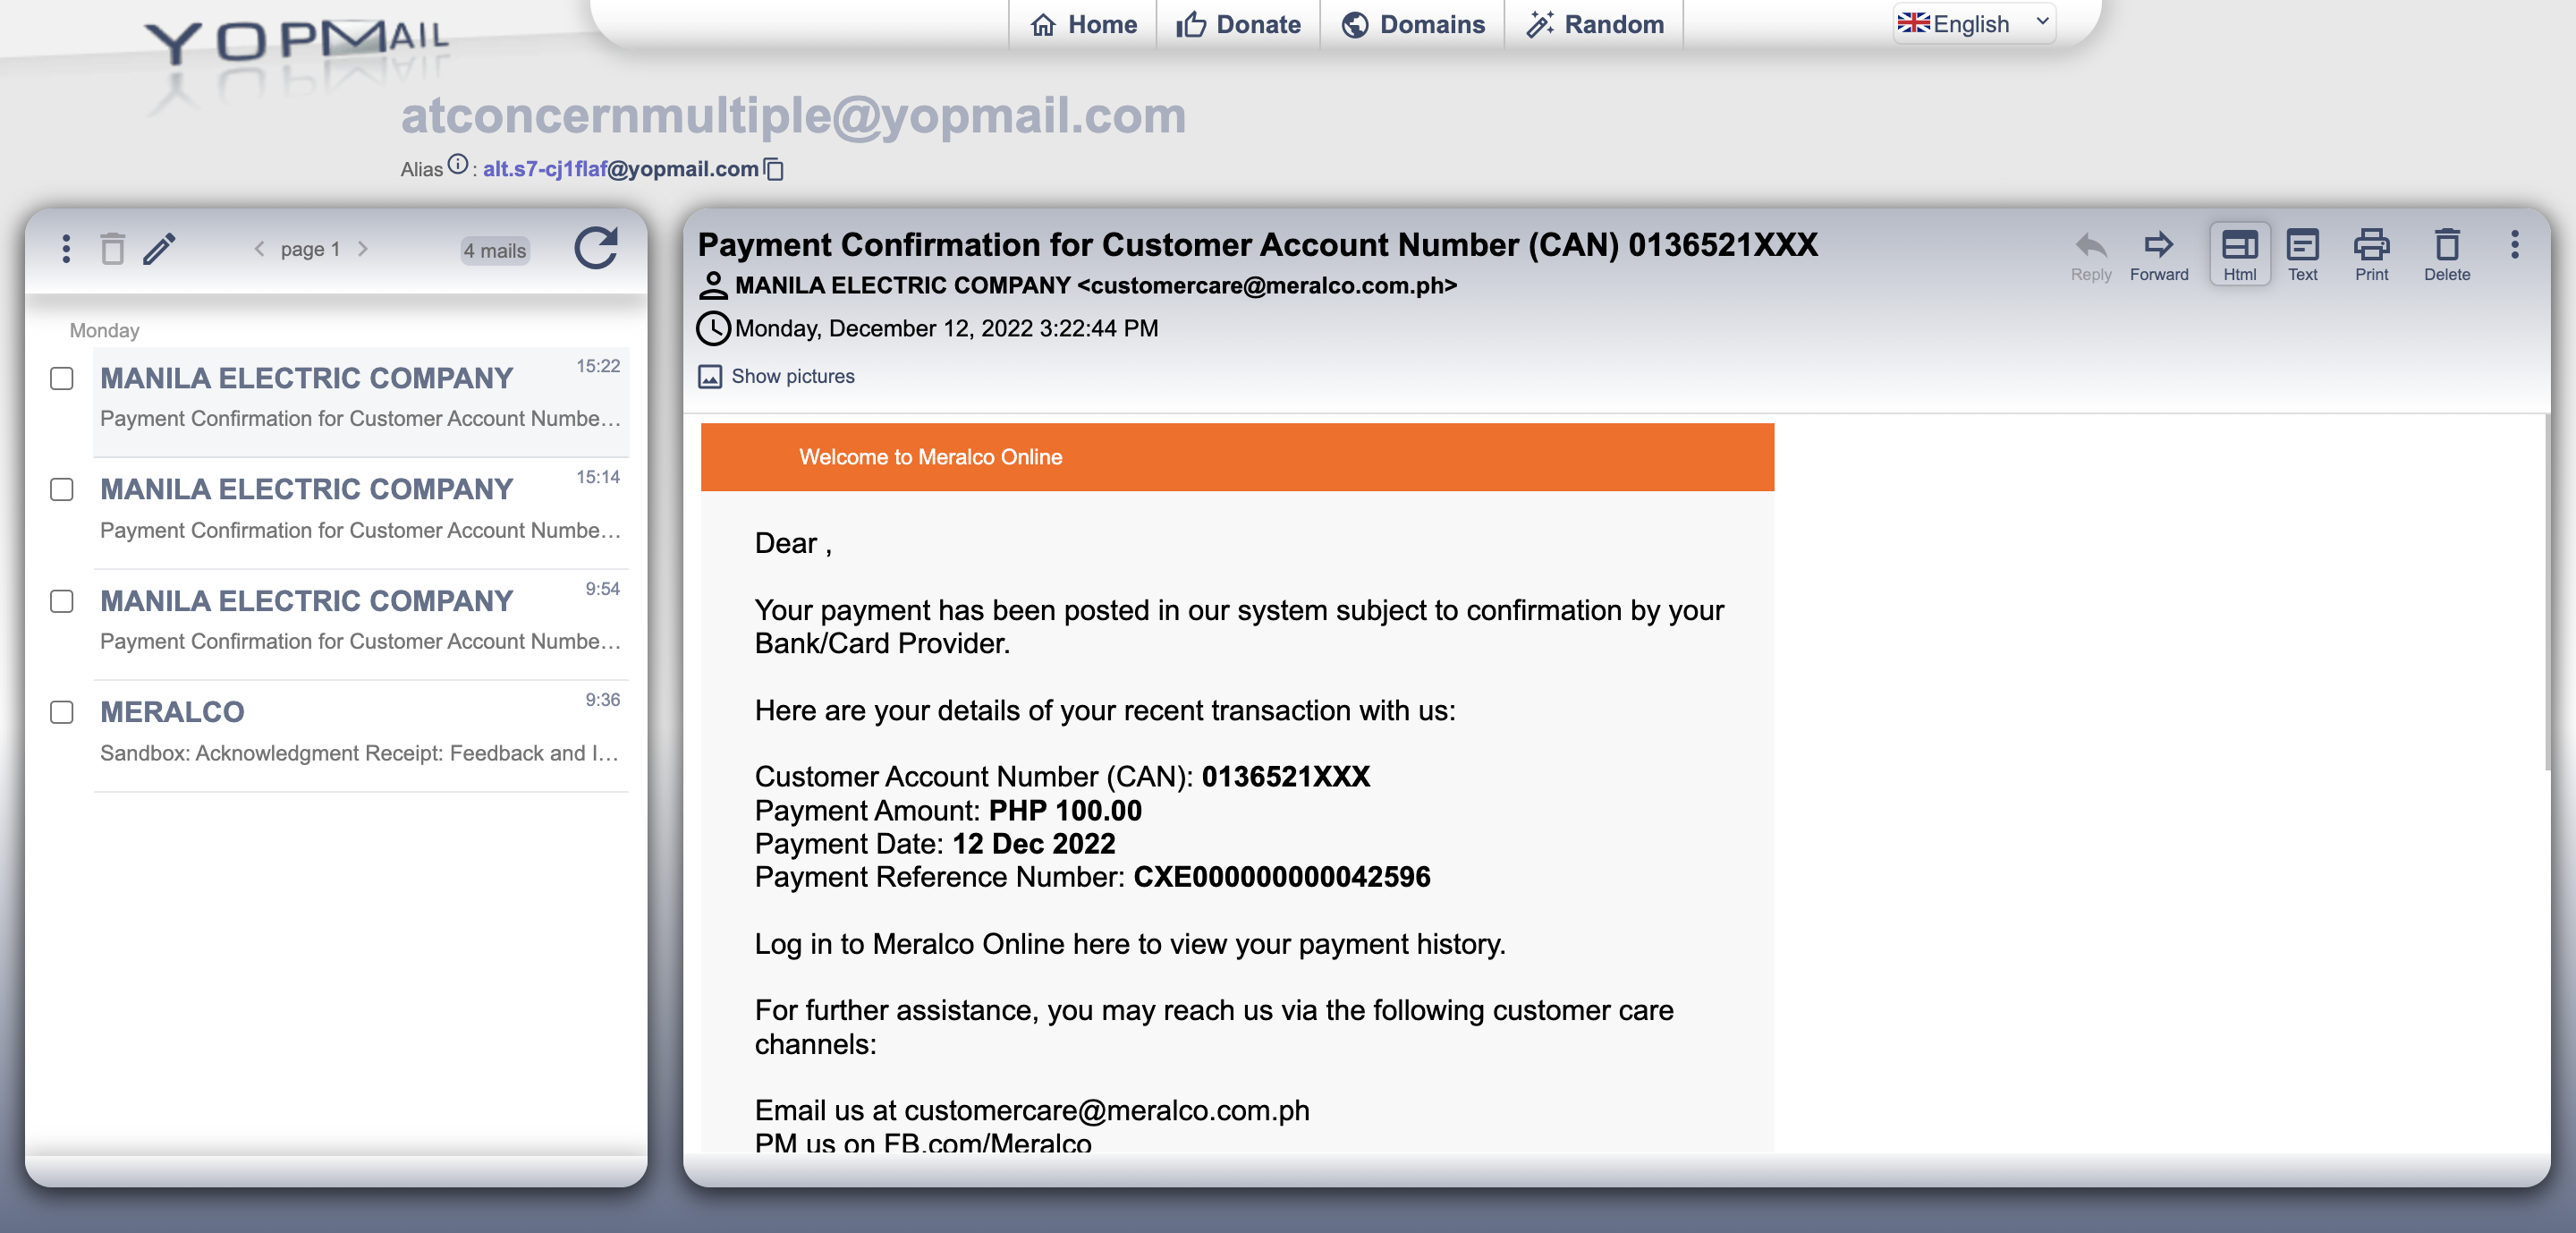 YOPMAIL
Home
Donate
Domains
Random
English
atconcernmultiple@yopmail.com
Alias : alt.s7-cj1flaf@yopmail.com
page 1
4 mails
Monday
MANILA ELECTRIC COMPANY 15:22
Payment Confirmation for Customer Account Numbe...
MANILA ELECTRIC COMPANY 15:14
Payment Confirmation for Customer Account Numbe...
MANILA ELECTRIC COMPANY 9:54
Payment Confirmation for Customer Account Numbe...
MERALCO 9:36
Sandbox: Acknowledgment Receipt: Feedback and I...
Payment Confirmation for Customer Account Number (CAN) 0136521XXX
MANILA ELECTRIC COMPANY <customercare@meralco.com.ph>
Monday, December 12, 2022 3:22:44 PM
Show pictures
Reply
Forward
Html
Text
Print
Delete
Welcome to Meralco Online
Dear ,
Your payment has been posted in our system subject to confirmation by your
Bank/Card Provider.
Here are your details of your recent transaction with us:
Customer Account Number (CAN): 0136521XXX
Payment Amount: PHP 100.00
Payment Date: 12 Dec 2022
Payment Reference Number: CXE000000000042596
Log in to Meralco Online here to view your payment history.
For further assistance, you may reach us via the following customer care
channels:
Email us at customercare@meralco.com.ph
PM us on FB.com/Meralco